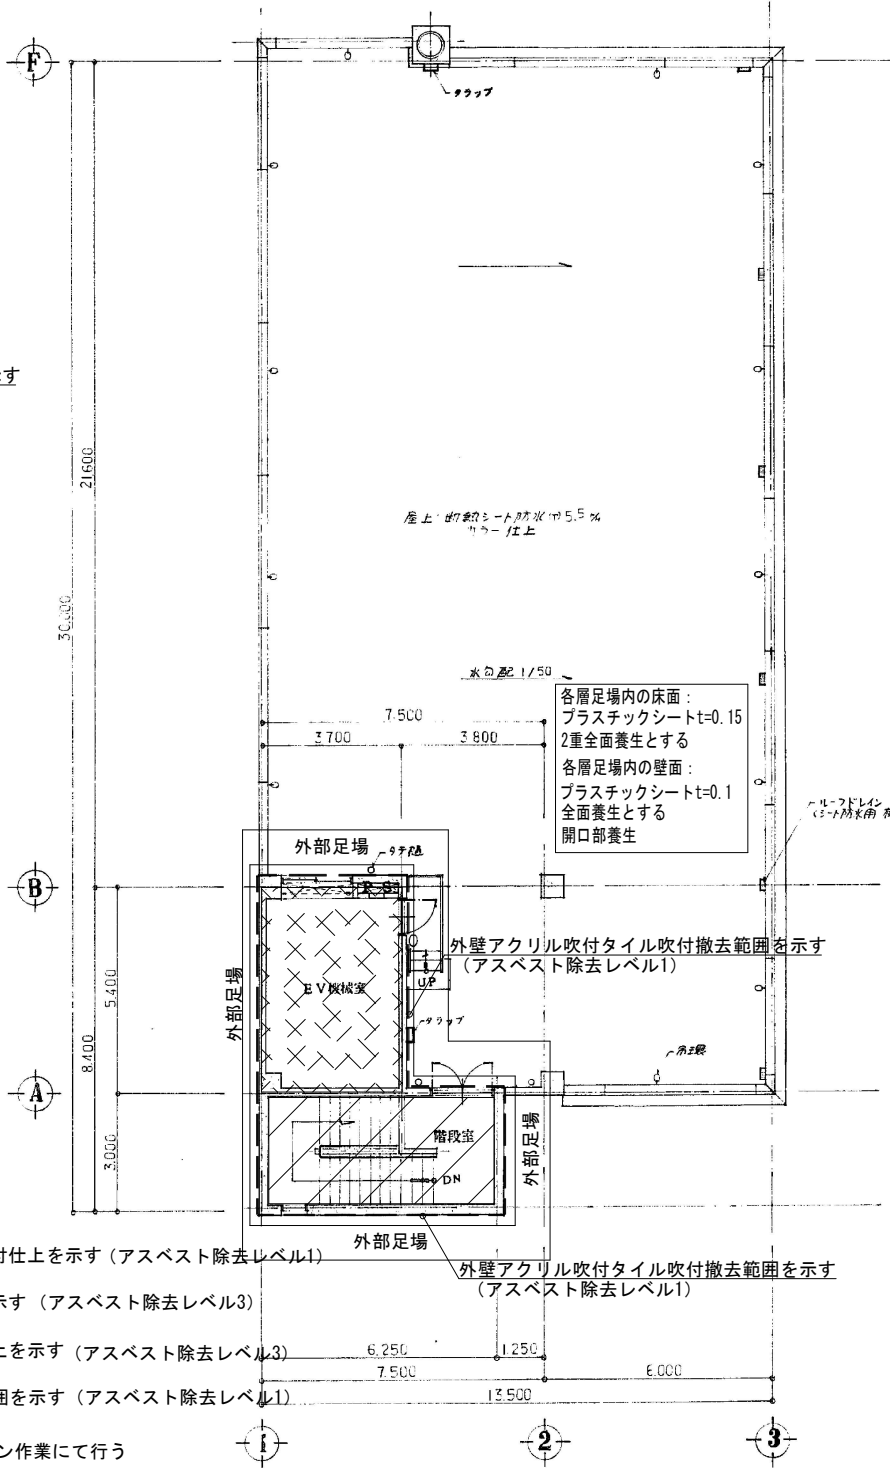 F
タラップ
す
21600
30.000
屋上:断熱シート防水(ア)5.5%
カラー仕上
水勾配 1/50
7.500
3.700
3.800
各層足場内の床面：
プラスチックシートt=0.15
2重全面養生とする
各層足場内の壁面：
プラスチックシートt=0.1
全面養生とする
開口部養生
ルーフドレイン
(シート防水用
外部足場
タテ樋
B
P.S
外壁アクリル吹付タイル吹付撤去範囲を示す
（アスベスト除去レベル1）
UP
EV機械室
外部足場
タラップ
5.400
8.400
吊環
A
階段室
3.000
DN
外部足場
外部足場
付仕上を示す（アスベスト除去レベル1）
外壁アクリル吹付タイル吹付撤去範囲を示す
（アスベスト除去レベル1）
示す（アスベスト除去レベル3）
上を示す（アスベスト除去レベル3）
6.250
1.250
7.500
6.000
囲を示す（アスベスト除去レベル1）
13.500
ン作業にて行う
1
2
3